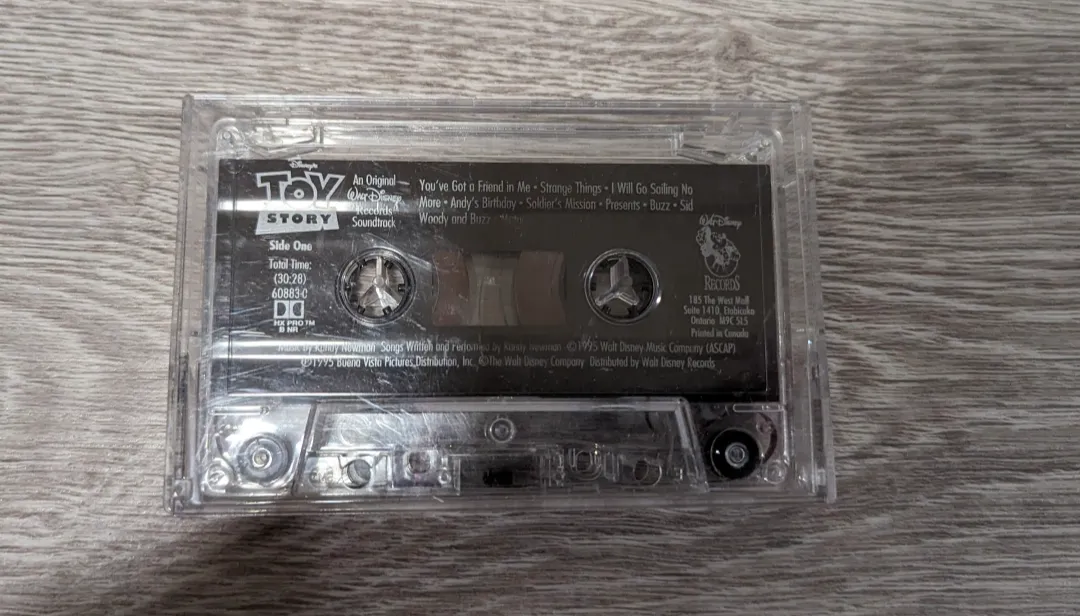 Disney's
TOY
STORY
An Original
Walt Disney
Records
Soundtrack
You've Got a Friend in Me • Strange Things • I Will Go Sailing No
More • Andy's Birthday • Soldier's Mission • Presents • Buzz • Sid
Woody and Buzz
Side One
Total Time:
(30:28)
60883-0
HX PRO™
B NR
Walt Disney
RECORDS
185 The West Mall
Suite 1410, Etobicoke
Ontario M9C 5L5
Printed in Canada
Music by Randy Newman Songs Written and Performed by Randy Newman ©1995 Walt Disney Music Company (ASCAP)
©1995 Buena Vista Pictures Distribution, Inc. ©The Walt Disney Company Distributed by Walt Disney Records